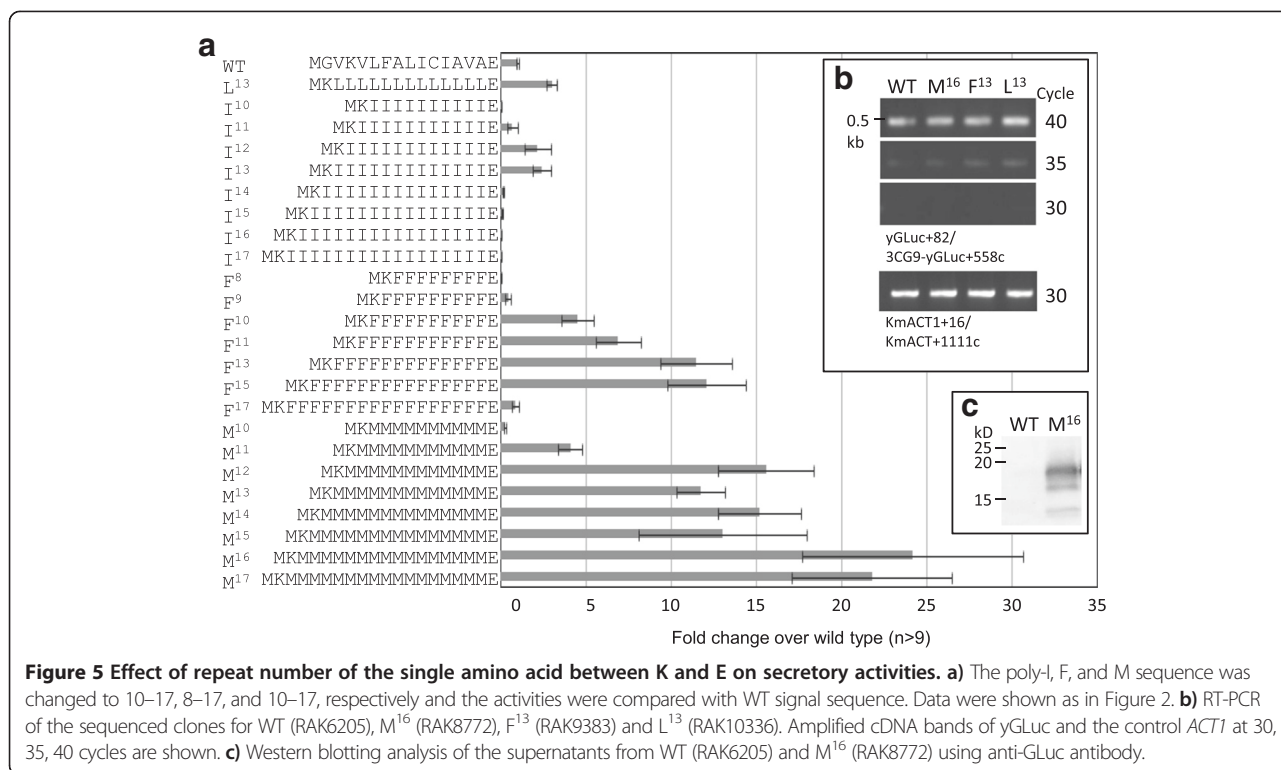 a
WT MGVKVLFALICIAVAE
L13 MKLLLLLLLLLLLLLE
I10 MKIIIIIIIIIIE
I11 MKIIIIIIIIIIIE
I12 MKIIIIIIIIIIIIE
I13 MKIIIIIIIIIIIIIE
I14 MKIIIIIIIIIIIIIIE
I15 MKIIIIIIIIIIIIIIIE
I16 MKIIIIIIIIIIIIIIIIE
I17 MKIIIIIIIIIIIIIIIIIE
F8 MKFFFFFFFFE
F9 MKFFFFFFFFFE
F10 MKFFFFFFFFFFE
F11 MKFFFFFFFFFFFE
F13 MKFFFFFFFFFFFFFE
F15 MKFFFFFFFFFFFFFFFE
F17 MKFFFFFFFFFFFFFFFFFE
M10 MKMMMMMMMMMME
M11 MKMMMMMMMMMMME
M12 MKMMMMMMMMMMMME
M13 MKMMMMMMMMMMMMME
M14 MKMMMMMMMMMMMMMME
M15 MKMMMMMMMMMMMMMMME
M16 MKMMMMMMMMMMMMMMMME
M17 MKMMMMMMMMMMMMMMMMME
0 5 10 15 20 25 30 35
Fold change over wild type (n>9)
b
WT M16 F13 L13 Cycle
0.5 kb
40
35
30
yGLuc+82/
3CG9-yGLuc+558c
30
KmACT1+16/
KmACT+1111c
c
WT M16
kD
25
20
15
Figure 5 Effect of repeat number of the single amino acid between K and E on secretory activities. a) The poly-I, F, and M sequence was
changed to 10–17, 8–17, and 10–17, respectively and the activities were compared with WT signal sequence. Data were shown as in Figure 2. b) RT-PCR
of the sequenced clones for WT (RAK6205), M16 (RAK8772), F13 (RAK9383) and L13 (RAK10336). Amplified cDNA bands of yGLuc and the control ACT1 at 30,
35, 40 cycles are shown. c) Western blotting analysis of the supernatants from WT (RAK6205) and M16 (RAK8772) using anti-GLuc antibody.